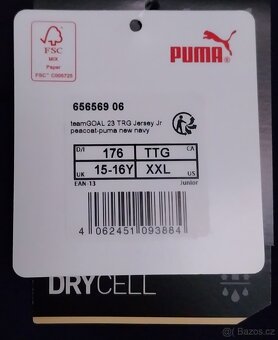 FSC
MIX
Paper
FSC® C005720
PUMA
656569 06
teamGOAL 23 TRG Jersey Jr
peacoat-puma new navy
D/I 176 TTG CA
UK 15-16Y XXL US
EAN-13 Junior
4 062451 093884
DRYCELL
Bazos.cz